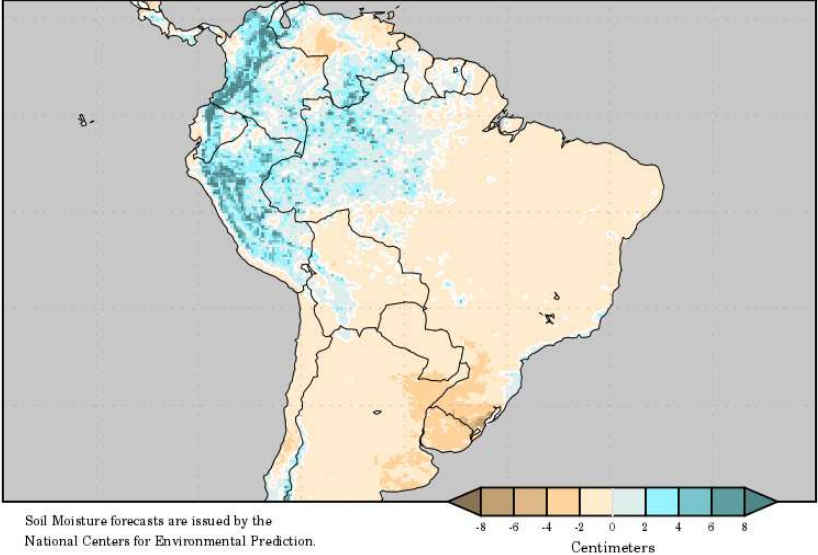 -8 -6 -4 -2 0 2 4 6 8
Soil Moisture forecasts are issued by the
National Centers for Environmental Prediction.
Centimeters